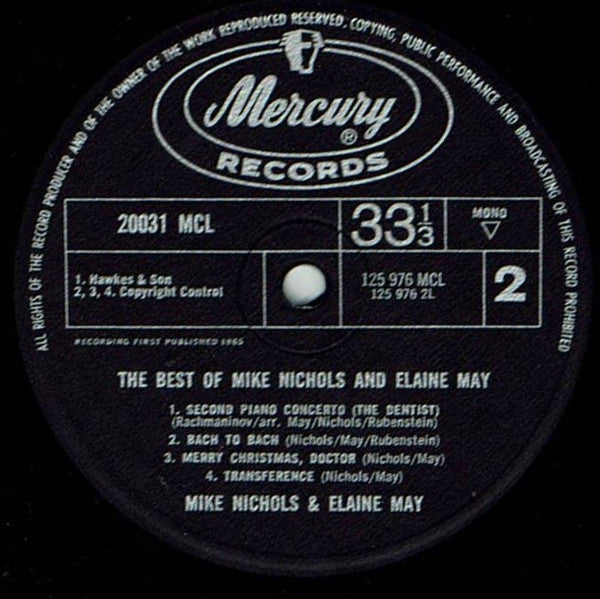 ALL RIGHTS OF THE RECORD PRODUCER AND OF THE OWNER OF THE WORK REPRODUCED RESERVED. COPYING, PUBLIC PERFORMANCE AND BROADCASTING OF THIS RECORD PROHIBITED
Mercury ®
RECORDS
20031 MCL
33 1/3
MONO
1. Hawkes & Son
2, 3, 4. Copyright Control
125 976 MCL
125 976 2L
2
RECORDING FIRST PUBLISHED 1965
THE BEST OF MIKE NICHOLS AND ELAINE MAY
1. SECOND PIANO CONCERTO (THE DENTIST)
(Rachmaninov/arr. May/Nichols/Rubenstein)
2. BACH TO BACH (Nichols/May/Rubenstein)
3. MERRY CHRISTMAS, DOCTOR (Nichols/May)
4. TRANSFERENCE (Nichols/May)
MIKE NICHOLS & ELAINE MAY